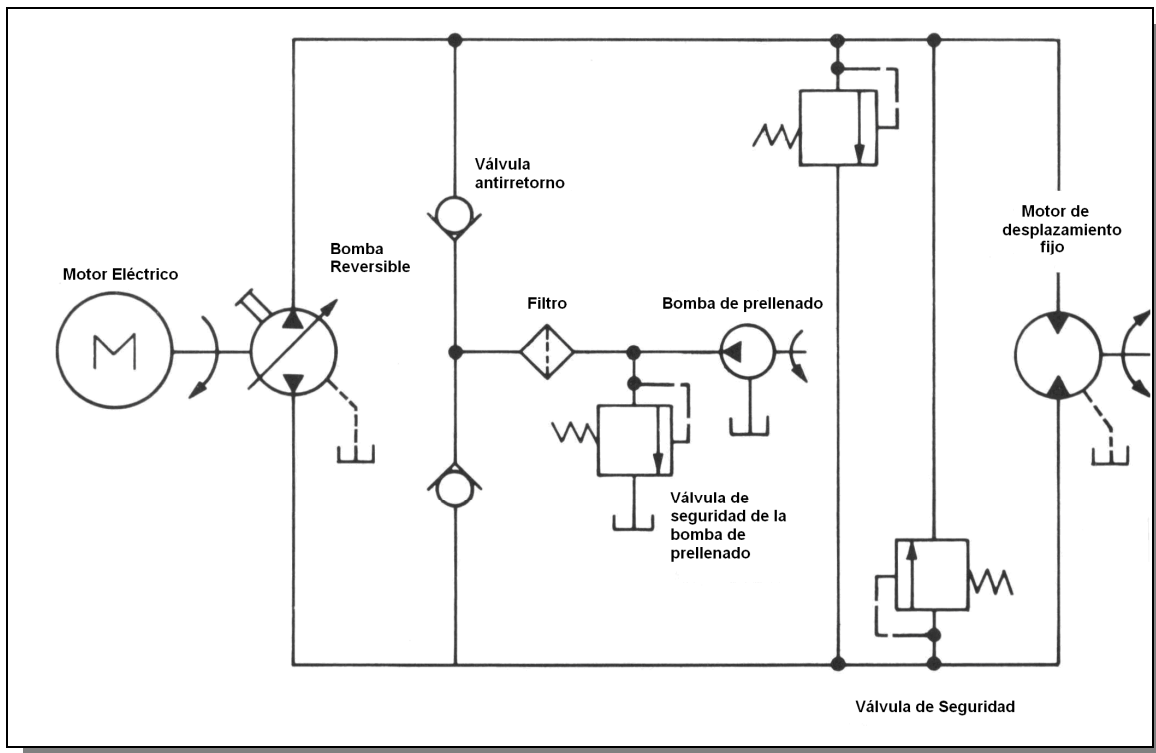 Válvula
antirretorno
Motor de
desplazamiento
fijo
Bomba
Reversible
Motor Eléctrico
Filtro
Bomba de prellenado
M
Válvula de
seguridad de la
bomba de
prellenado
Válvula de Seguridad